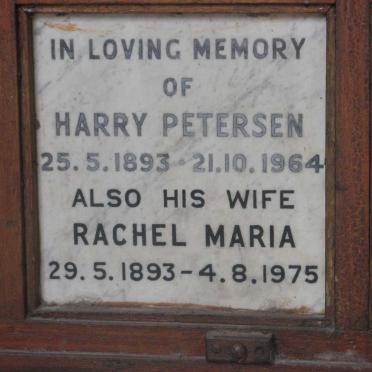 IN LOVING MEMORY
OF
HARRY PETERSEN
25.5.1893 - 21.10.1964
ALSO HIS WIFE
RACHEL MARIA
29.5.1893 - 4.8.1975